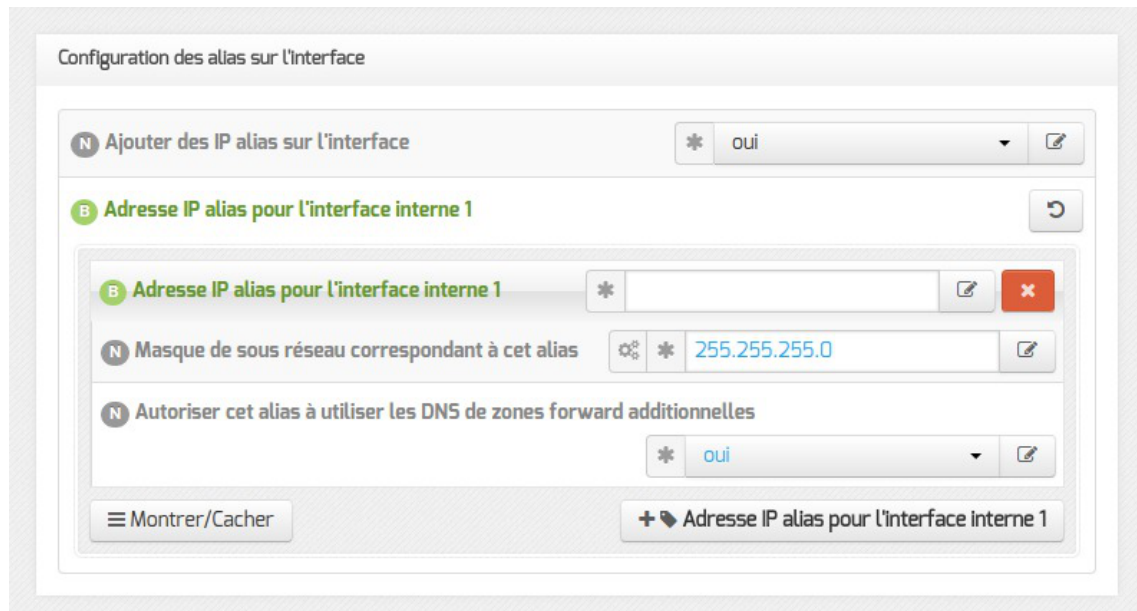 Configuration des alias sur l'interface
N Ajouter des IP alias sur l'interface * oui
B Adresse IP alias pour l'interface interne 1
B Adresse IP alias pour l'interface interne 1 *
N Masque de sous réseau correspondant à cet alias * 255.255.255.0
N Autoriser cet alias à utiliser les DNS de zones forward additionnelles
* oui
Montrer/Cacher + Adresse IP alias pour l'interface interne 1